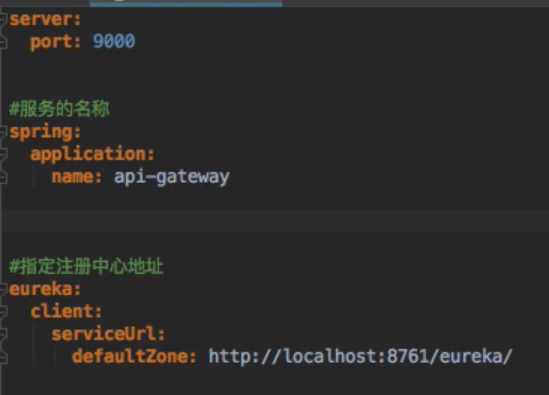 server:
port: 9000
#服务的名称
spring:
application:
name: api-gateway
#指定注册中心地址
eureka:
client:
serviceUrl:
defaultZone: http://localhost:8761/eureka/